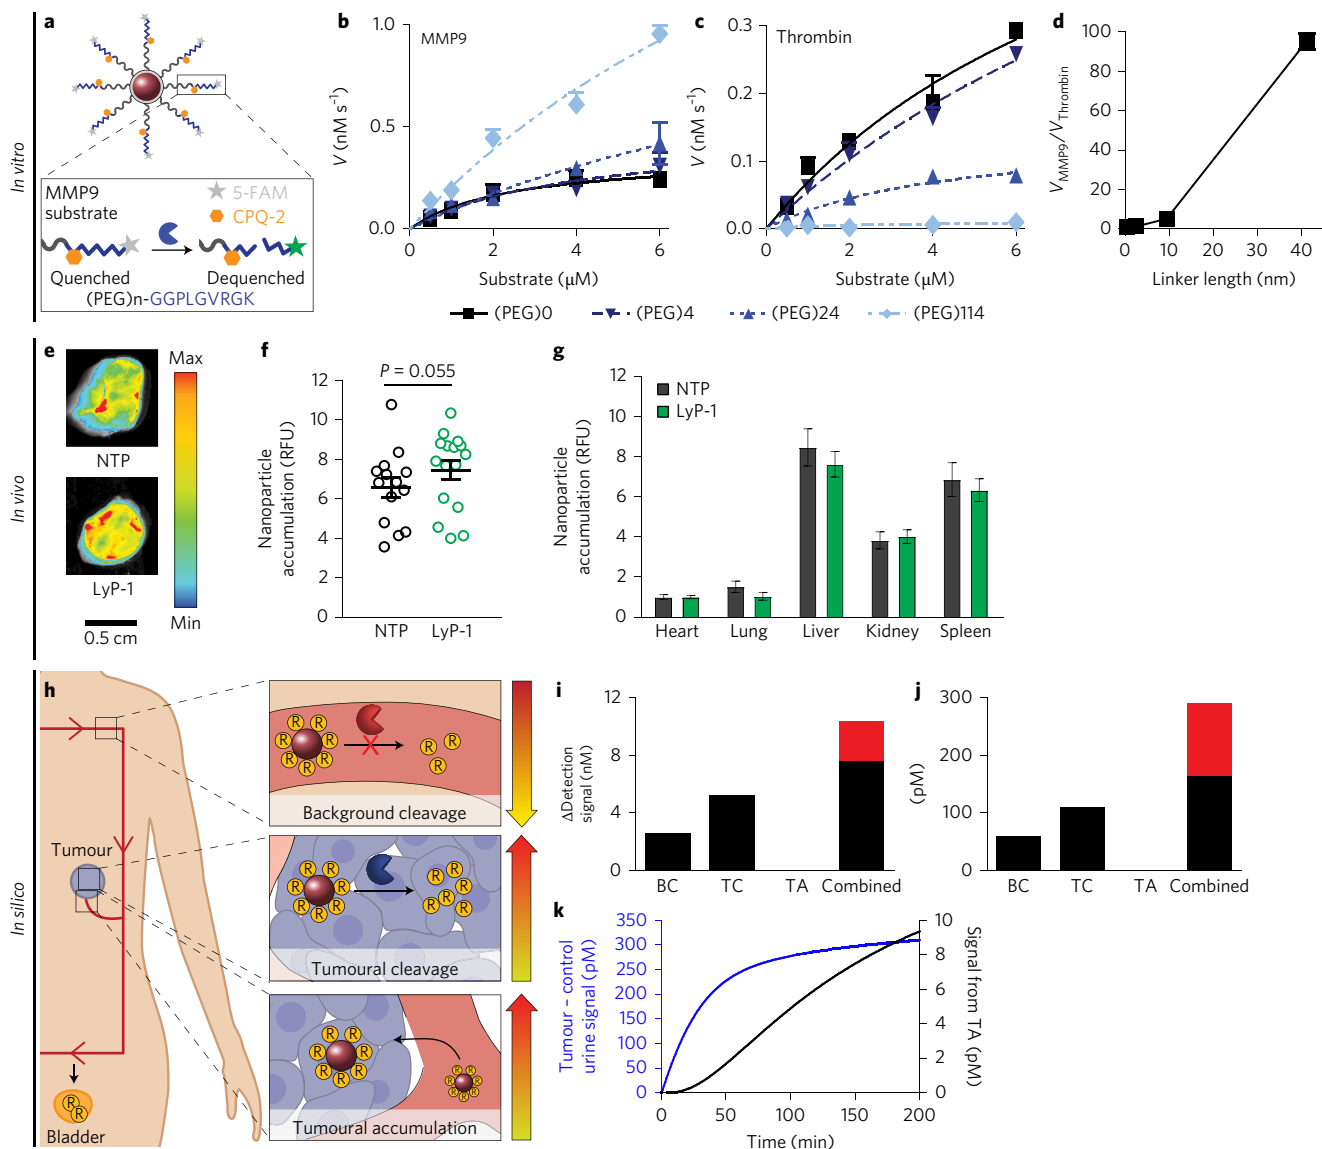 In vitro
a
MMP9
substrate
5-FAM
CPQ-2
Quenched
Dequenched
(PEG)n-GGPLGVRGK
b
MMP9
V (nM s⁻¹)
1.0
0.5
0.0
0
2
4
6
Substrate (µM)
c
Thrombin
V (nM s⁻¹)
0.3
0.2
0.1
0.0
0
2
4
6
Substrate (µM)
d
V_MMP9/V_Thrombin
100
80
60
40
20
0
0
10
20
30
40
Linker length (nm)
(PEG)0
(PEG)4
(PEG)24
(PEG)114
In vivo
e
Max
NTP
LyP-1
Min
0.5 cm
f
P = 0.055
Nanoparticle
accumulation (RFU)
12
10
8
6
4
2
0
NTP
LyP-1
g
Nanoparticle
accumulation (RFU)
12
10
8
6
4
2
0
NTP
LyP-1
Heart
Lung
Liver
Kidney
Spleen
In silico
h
Tumour
Bladder
R R
R R R R R R R R R R
Background cleavage
R R R R R R R R R R R R R R
Tumoural cleavage
R R R R R R R R R R R R R R R R
Tumoural accumulation
i
ΔDetection
signal (nM)
12
8
4
0
BC
TC
TA
Combined
j
(pM)
300
200
100
0
BC
TC
TA
Combined
k
Tumour – control
urine signal (pM)
350
300
250
200
150
100
50
0
0
50
100
150
200
Time (min)
10
8
6
4
2
0
Signal from TA (pM)